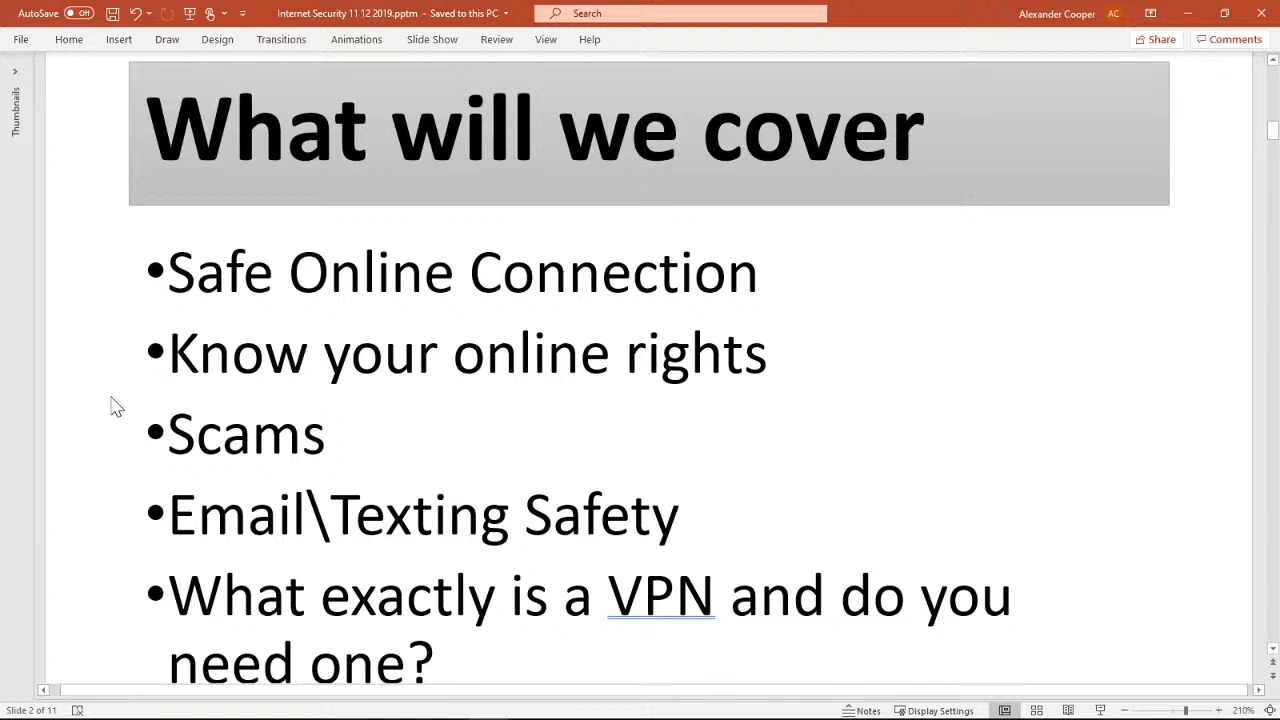 AutoSave Off
Internet Security 11 12 2019.pptm - Saved to this PC
Search
Alexander Cooper AC
File Home Insert Draw Design Transitions Animations Slide Show Review View Help
Share Comments
Thumbnails
What will we cover
•Safe Online Connection
•Know your online rights
•Scams
•Email\Texting Safety
•What exactly is a VPN and do you
need one?
Slide 2 of 11
Notes Display Settings 210%